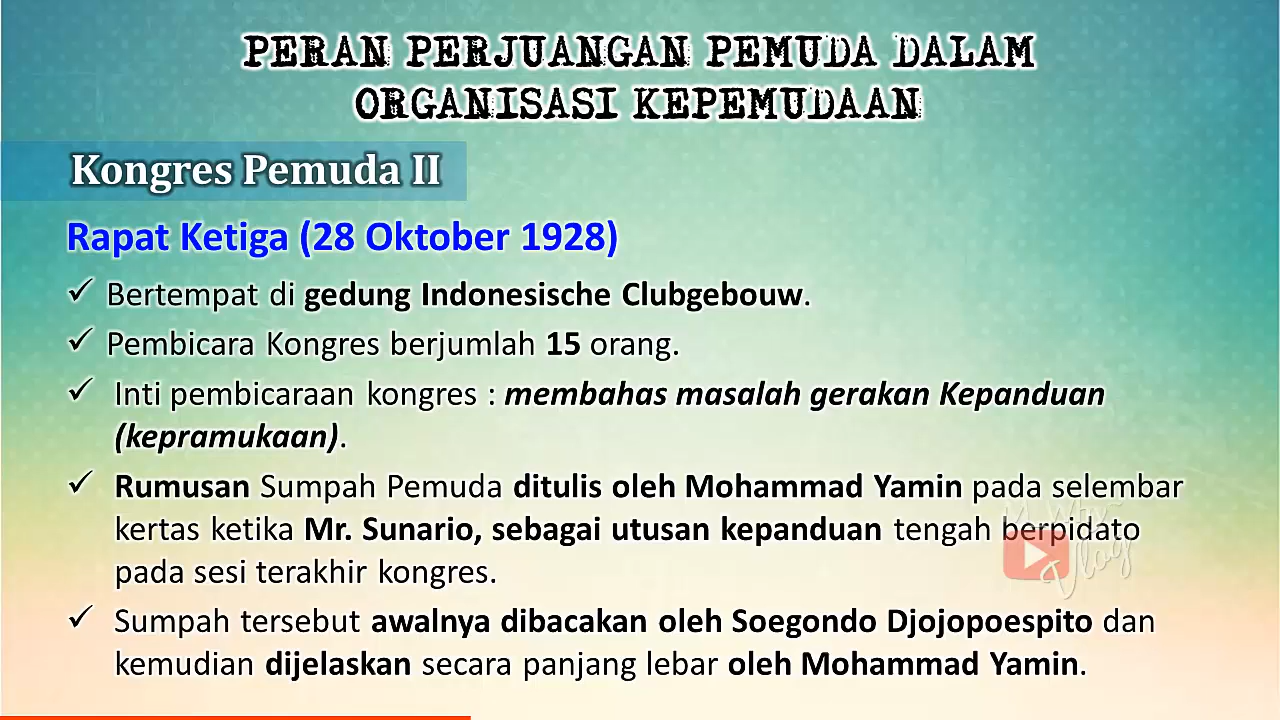 PERAN PERJUANGAN PEMUDA DALAM
ORGANISASI KEPEMUDAAN
Kongres Pemuda II
Rapat Ketiga (28 Oktober 1928)
✓ Bertempat di gedung Indonesische Clubgebouw.
✓ Pembicara Kongres berjumlah 15 orang.
✓ Inti pembicaraan kongres : membahas masalah gerakan Kepanduan
(kepramukaan).
✓ Rumusan Sumpah Pemuda ditulis oleh Mohammad Yamin pada selembar
kertas ketika Mr. Sunario, sebagai utusan kepanduan tengah berpidato
pada sesi terakhir kongres.
✓ Sumpah tersebut awalnya dibacakan oleh Soegondo Djojopoespito dan
kemudian dijelaskan secara panjang lebar oleh Mohammad Yamin.
Vlog